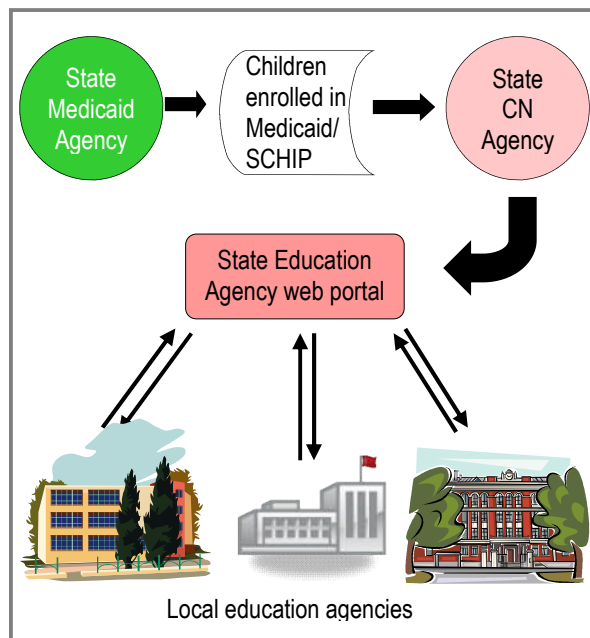 State
Medicaid
Agency
Children
enrolled in
Medicaid/
SCHIP
State
CN
Agency
State Education
Agency web portal
Local education agencies